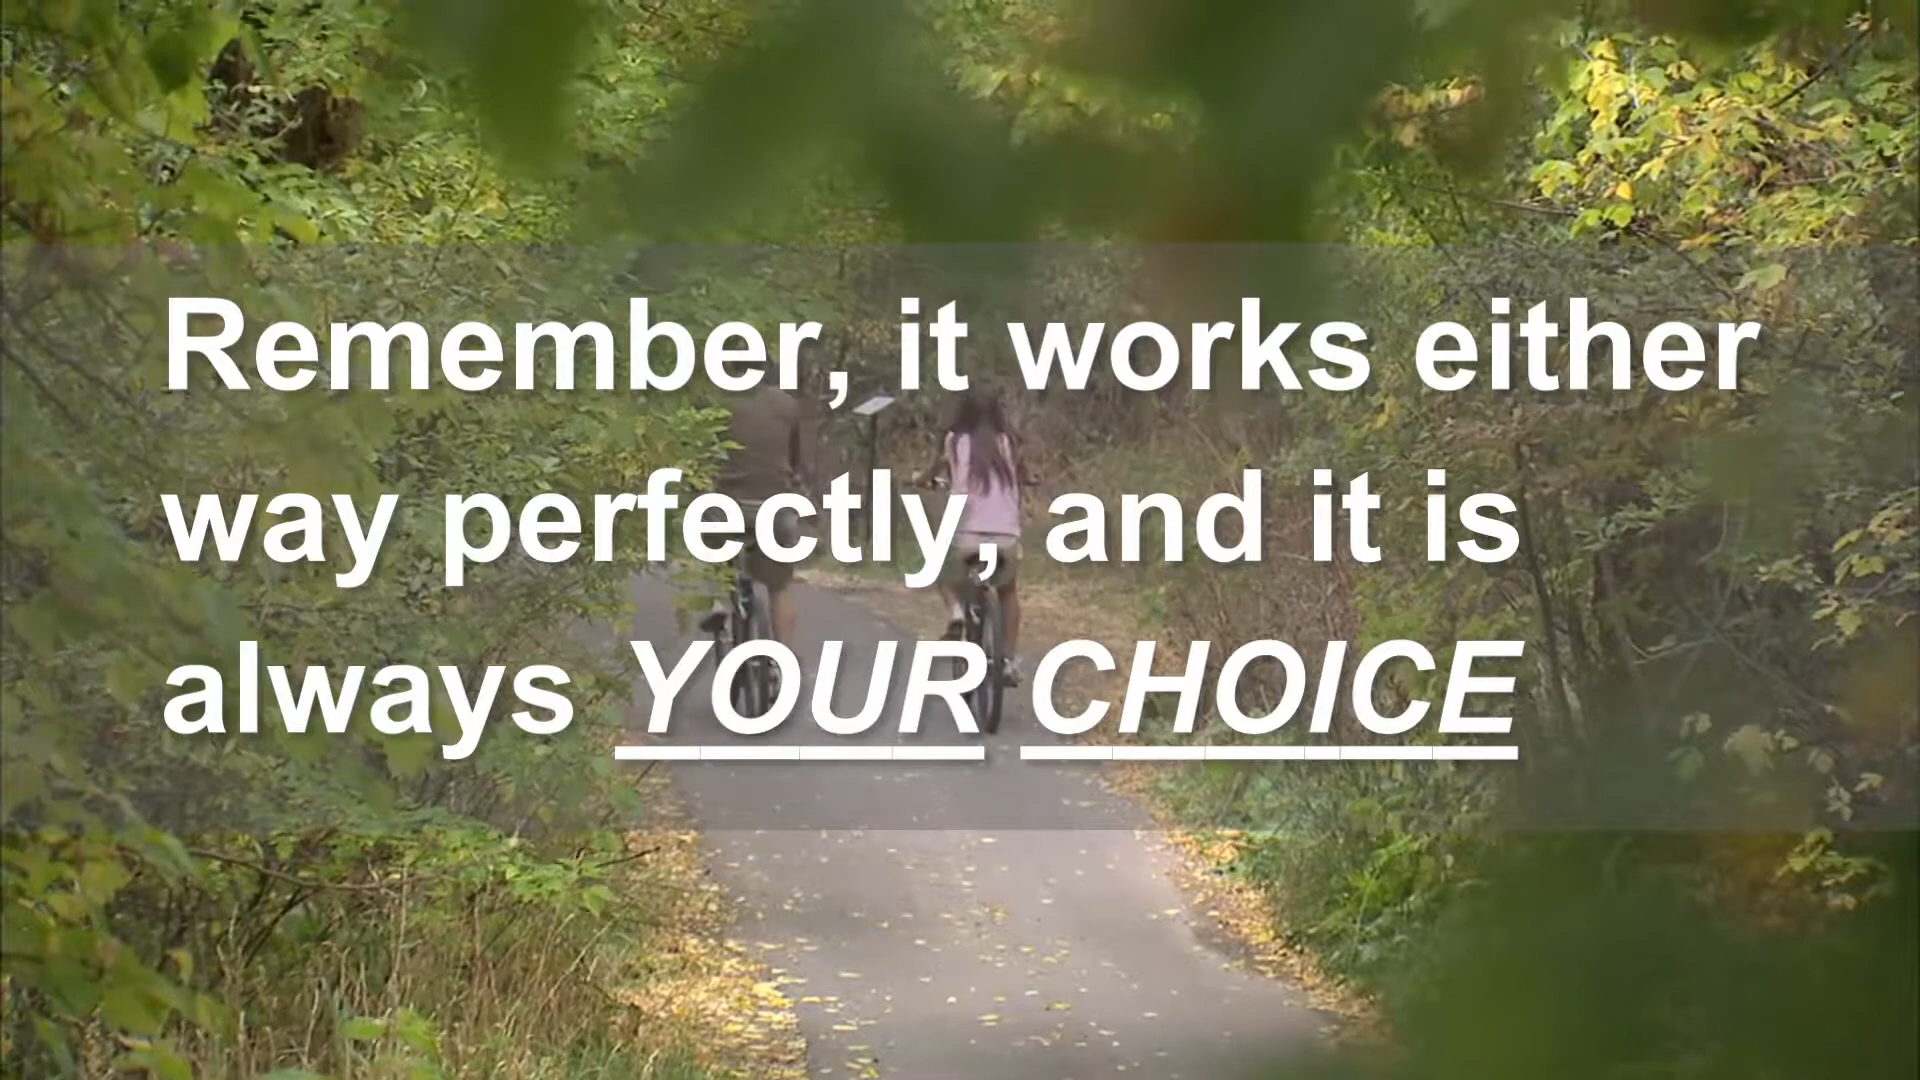 Remember, it works either
way perfectly, and it is
always YOUR CHOICE